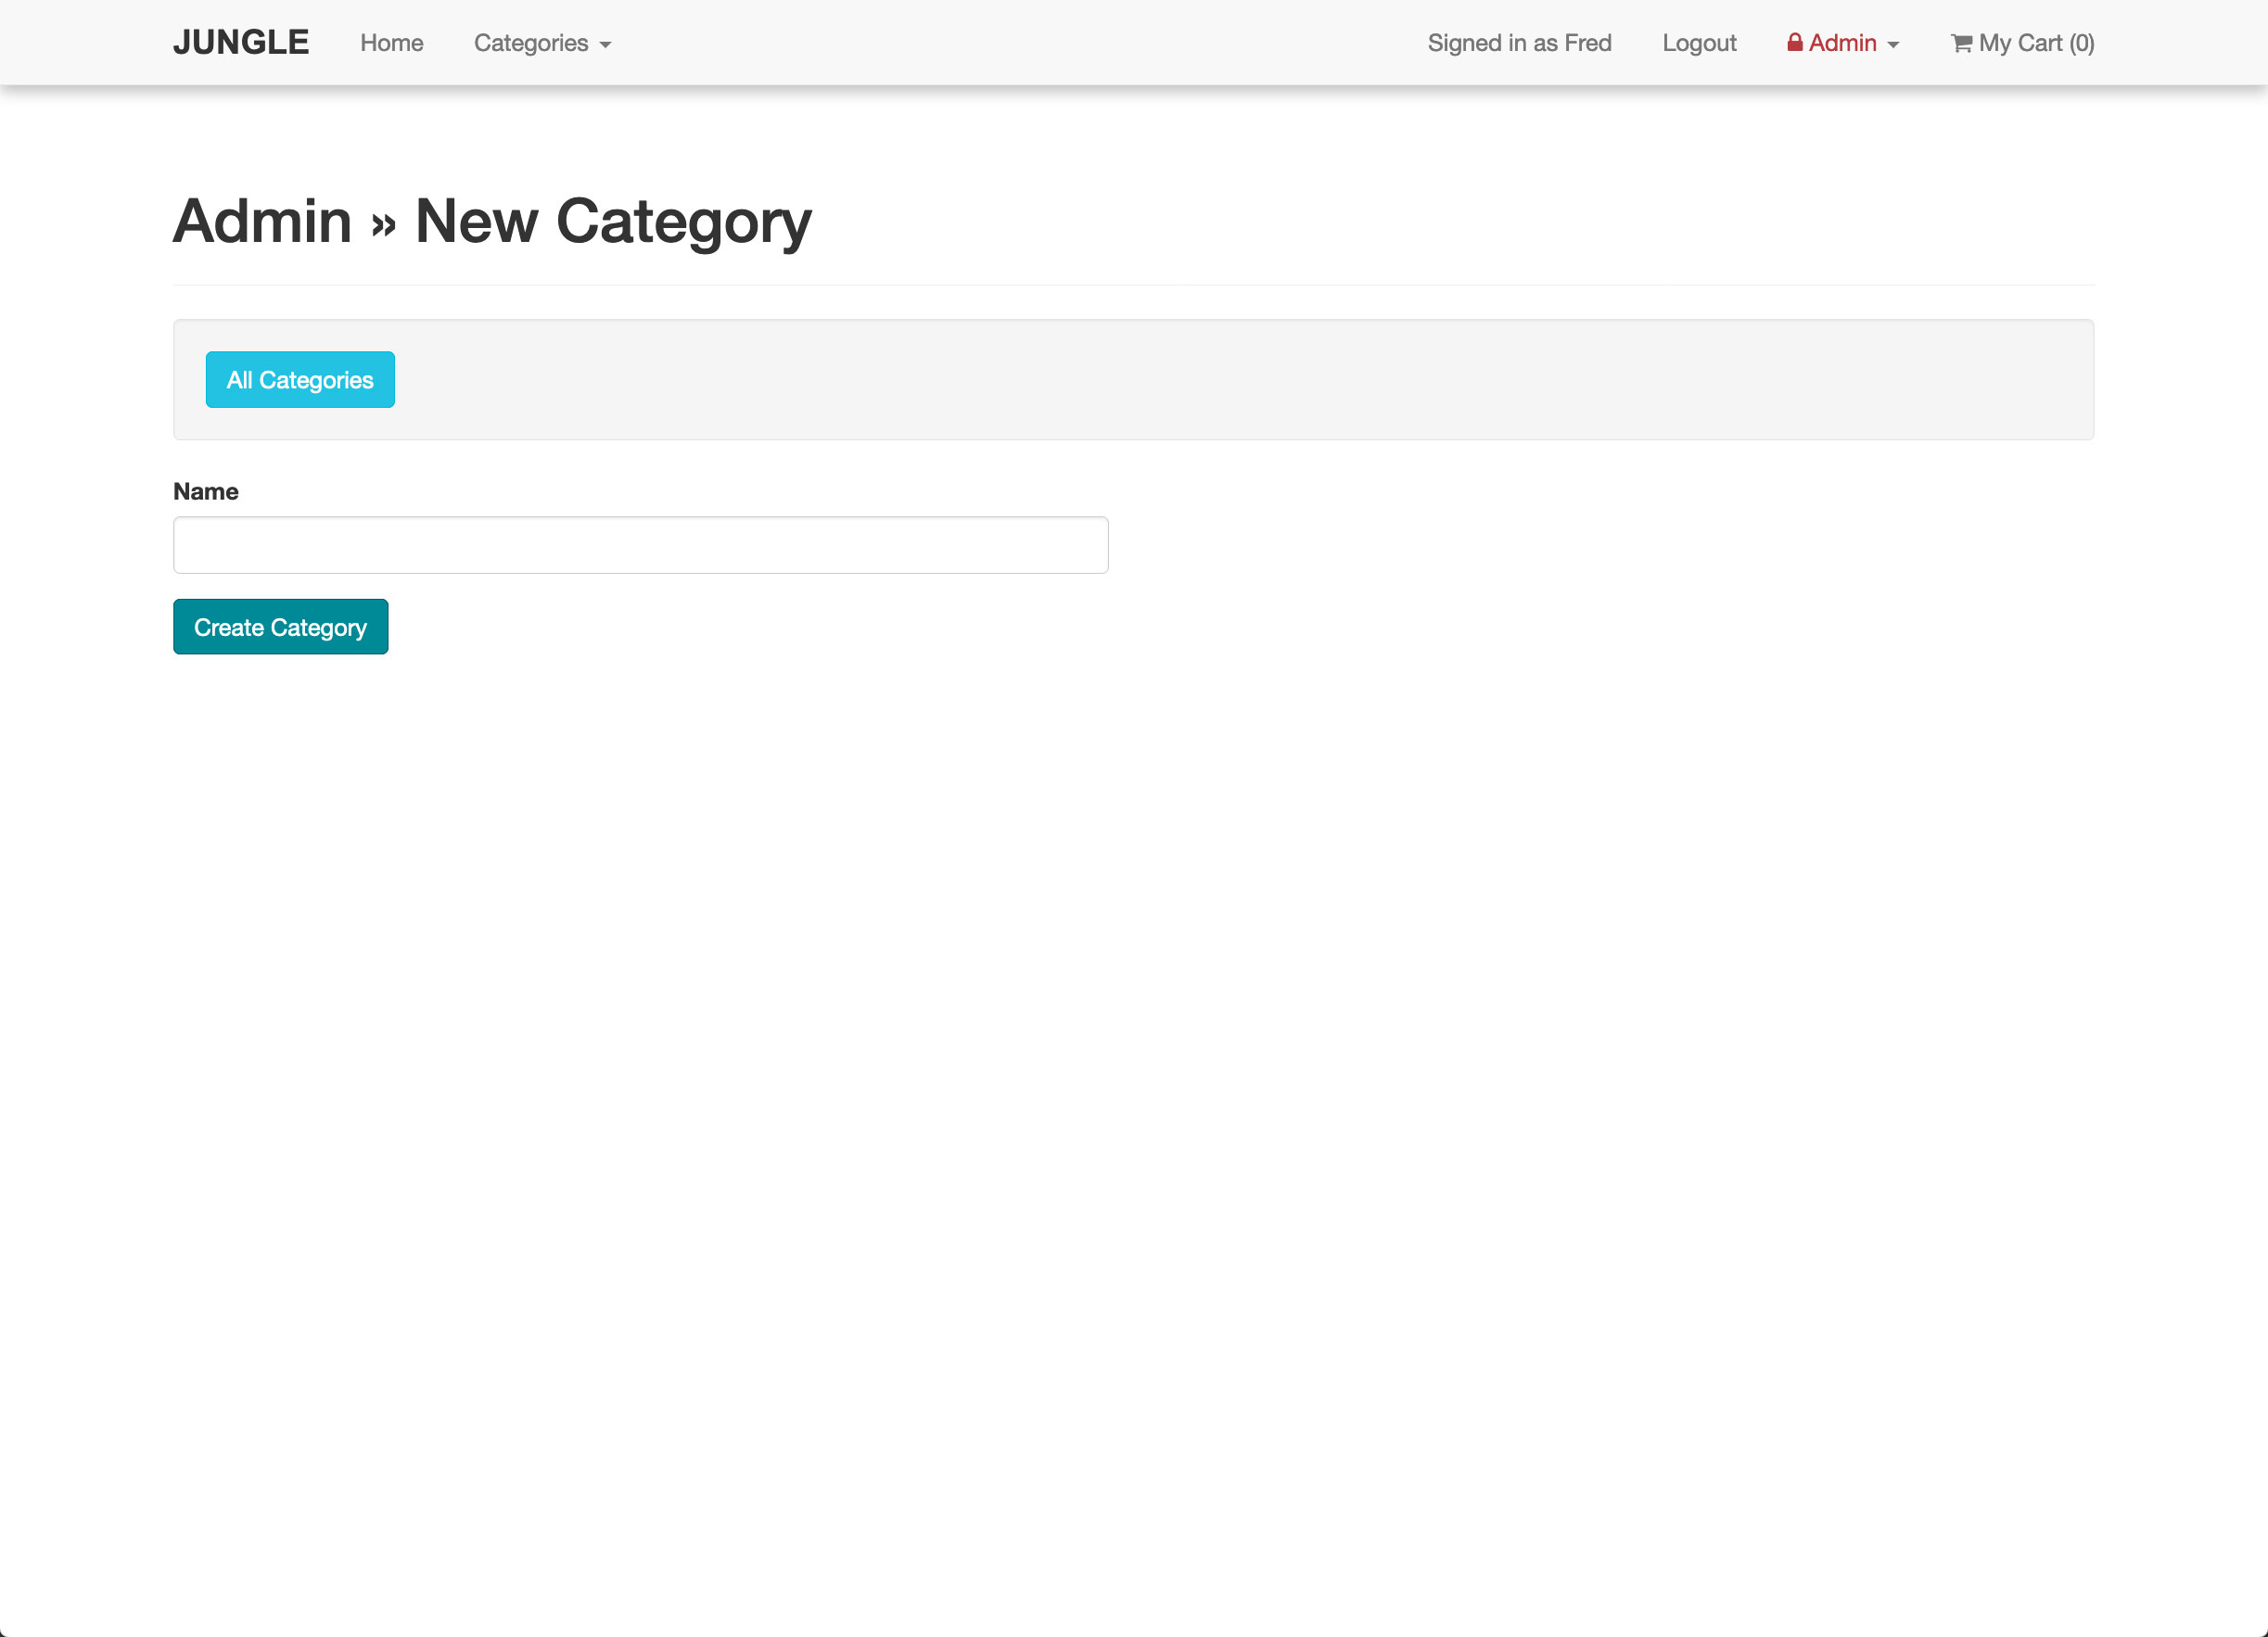 JUNGLE Home Categories Signed in as Fred Logout Admin My Cart (0)
Admin » New Category
All Categories
Name
Create Category